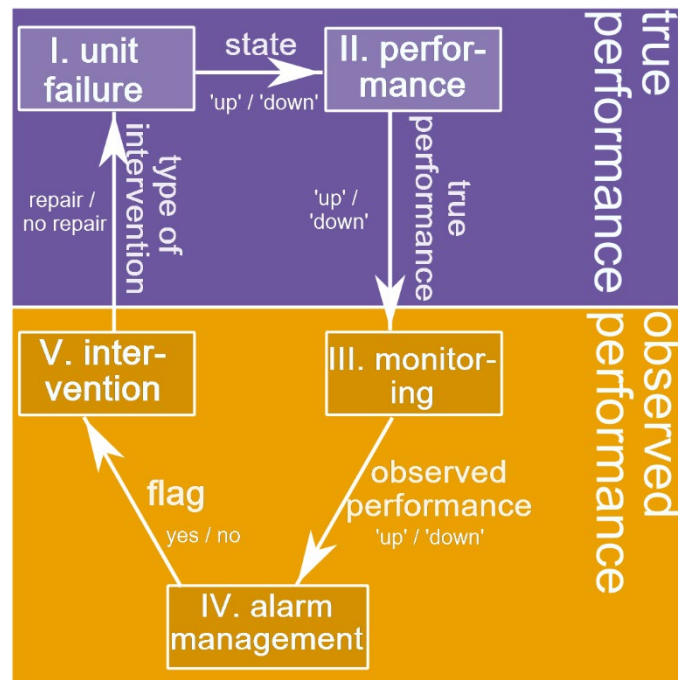 I. unit
failure
state
'up' / 'down'
II. perfor-
mance
true
performance
repair /
no repair
type of
intervention
'up' /
'down'
true
performance
V. inter-
vention
III. monitor-
ing
observed
performance
flag
yes / no
observed
performance
'up' / 'down'
IV. alarm
management